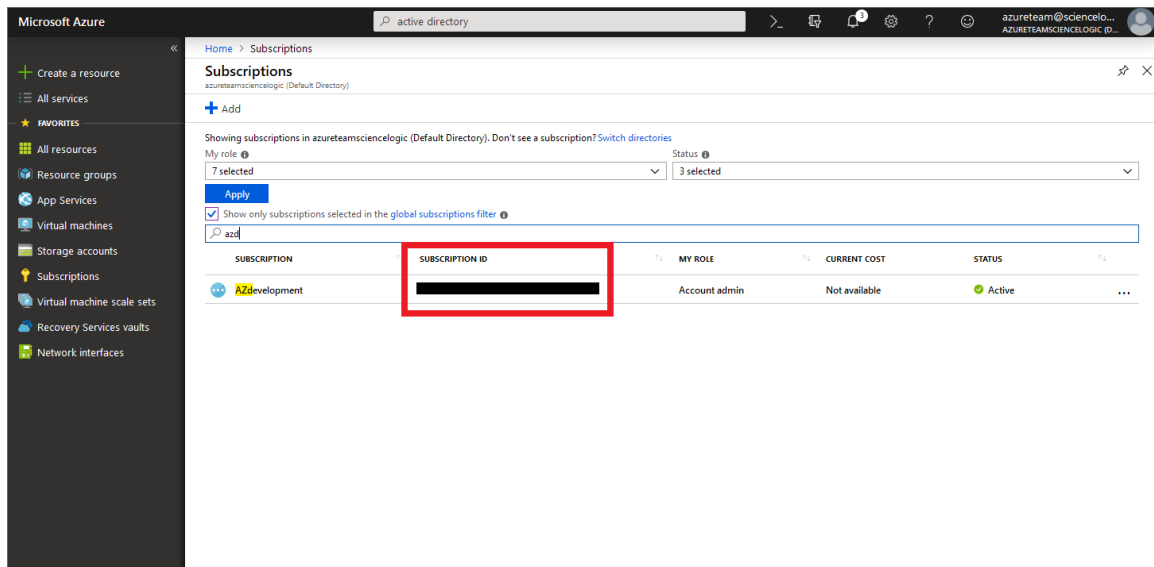 Microsoft Azure
active directory
3
azureteam@sciencelo...
AZURETEAMSCIENCELOGIC (D...
«
Create a resource
All services
FAVORITES
All resources
Resource groups
App Services
Virtual machines
Storage accounts
Subscriptions
Virtual machine scale sets
Recovery Services vaults
Network interfaces
Home > Subscriptions
Subscriptions
azureteamsciencelogic (Default Directory)
Add
Showing subscriptions in azureteamsciencelogic (Default Directory). Don't see a subscription? Switch directories
My role Status
7 selected 3 selected
Apply
Show only subscriptions selected in the global subscriptions filter
azd
SUBSCRIPTION SUBSCRIPTION ID MY ROLE CURRENT COST STATUS
AZdevelopment Account admin Not available Active ...